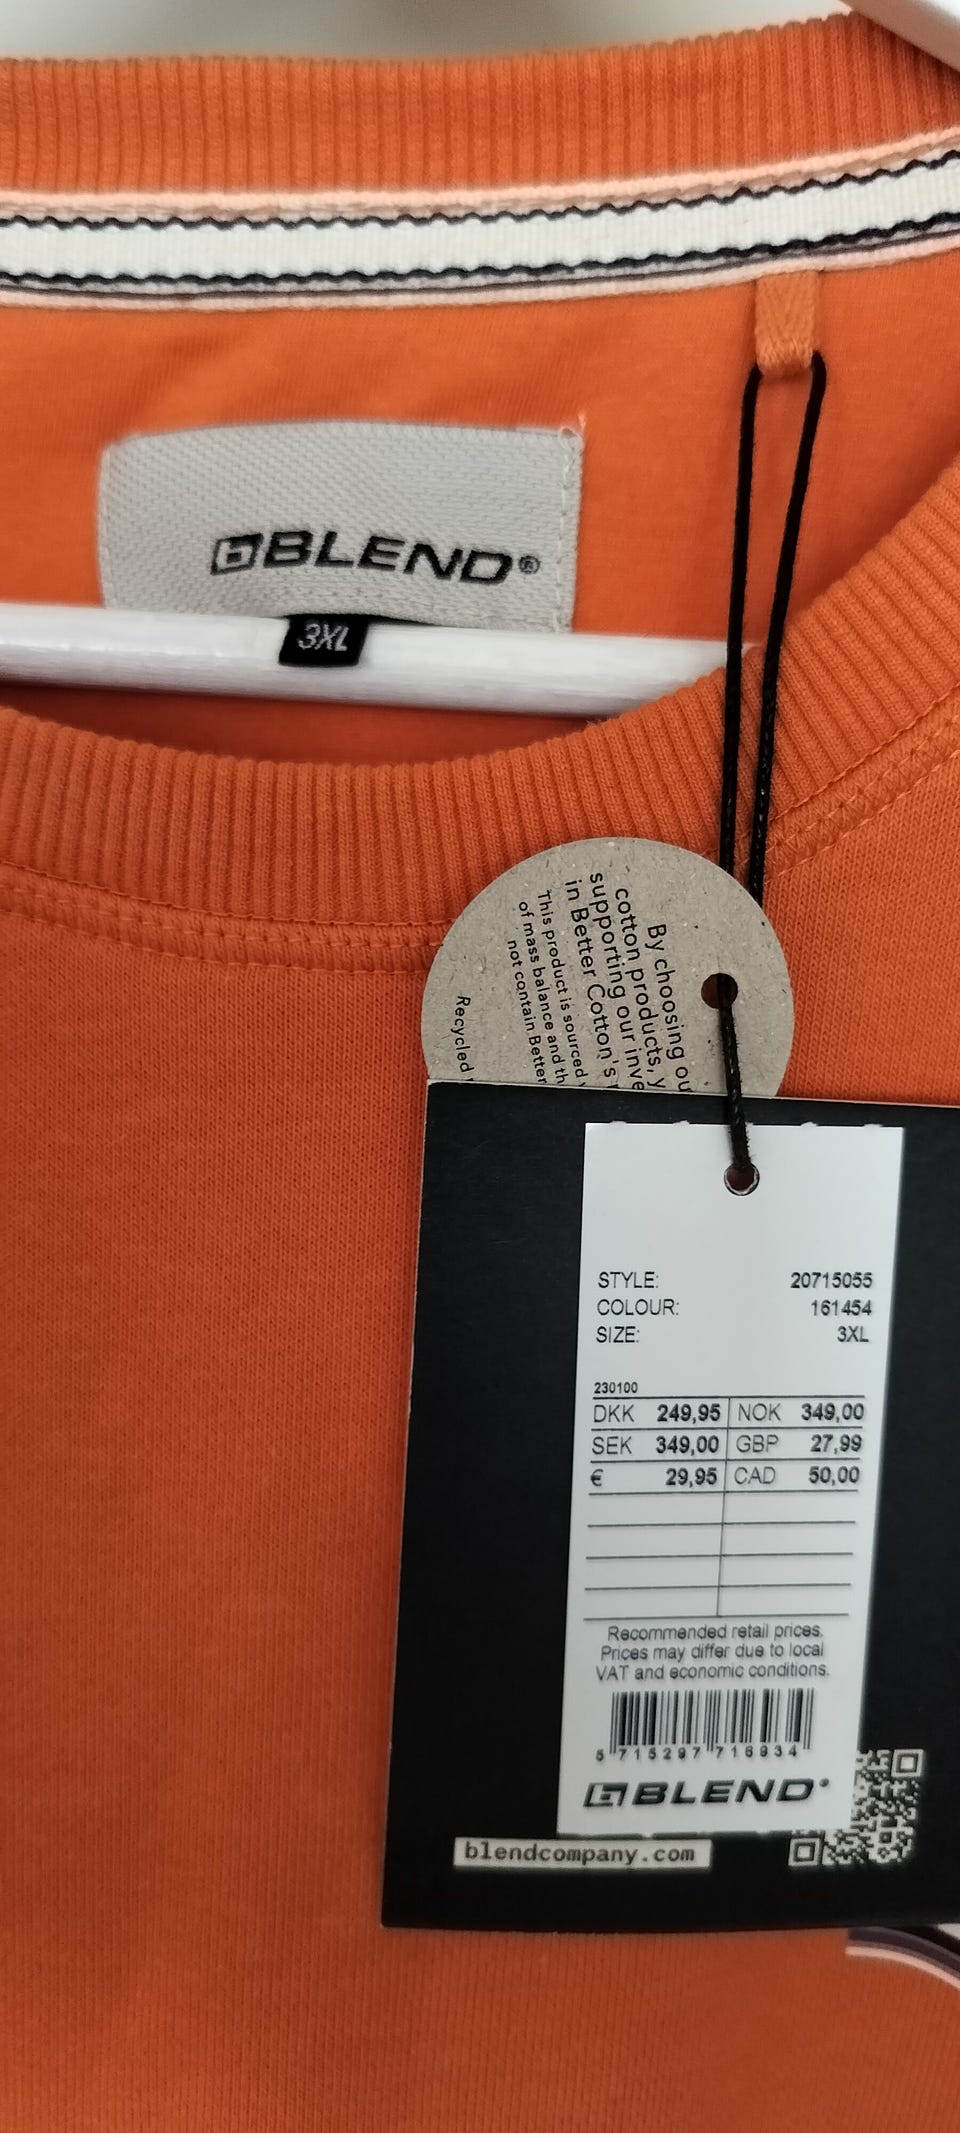 BLEND®
3XL
By choosing ou
cotton products, y
supporting our inve
in Better Cotton's
This product is sourced
of mass balance and th
not contain Better
Recycled
STYLE: 20715055
COLOUR: 161454
SIZE: 3XL
230100
DKK 249,95 NOK 349,00
SEK 349,00 GBP 27,99
€ 29,95 CAD 50,00
Recommended retail prices.
Prices may differ due to local
VAT and economic conditions.
5 715297 716934
BLEND®
blendcompany.com